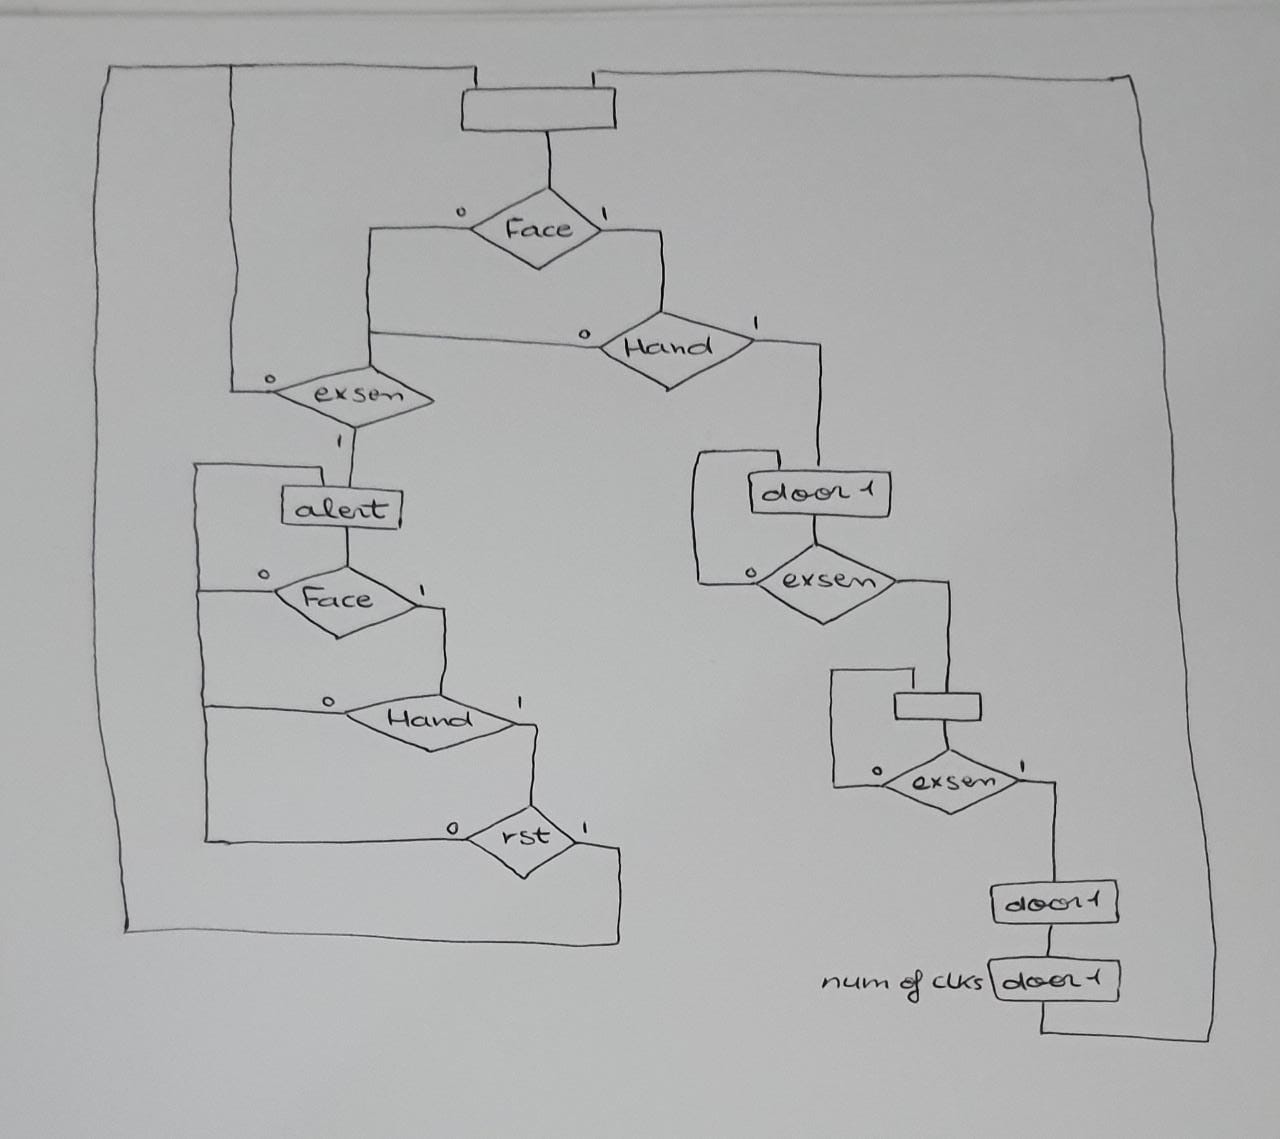 0 Face 1
0 Hand 1
0 exsen
1
alert
door 1
0 exsen
0 Face 1
0 Hand 1
0 exsen 1
0 rst 1
door 1
num of clks door 1